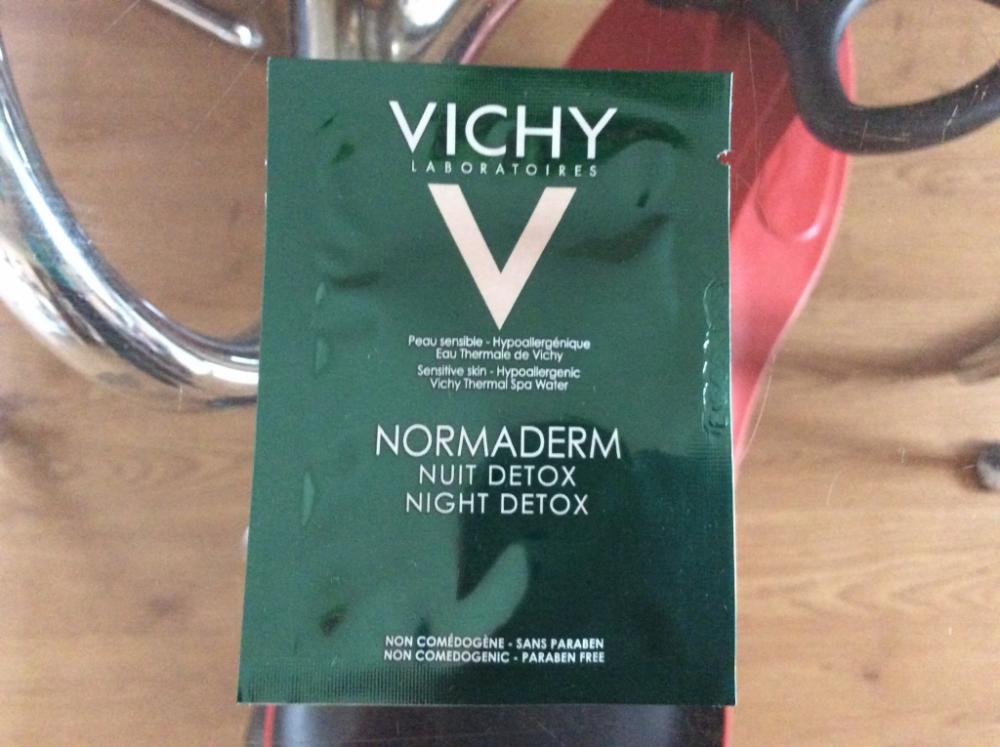 VICHY
LABORATOIRES
V
Peau sensible - Hypoallergénique
Eau Thermale de Vichy
Sensitive skin - Hypoallergenic
Vichy Thermal Spa Water
NORMADERM
NUIT DETOX
NIGHT DETOX
NON COMÉDOGÈNE - SANS PARABEN
NON COMEDOGENIC - PARABEN FREE